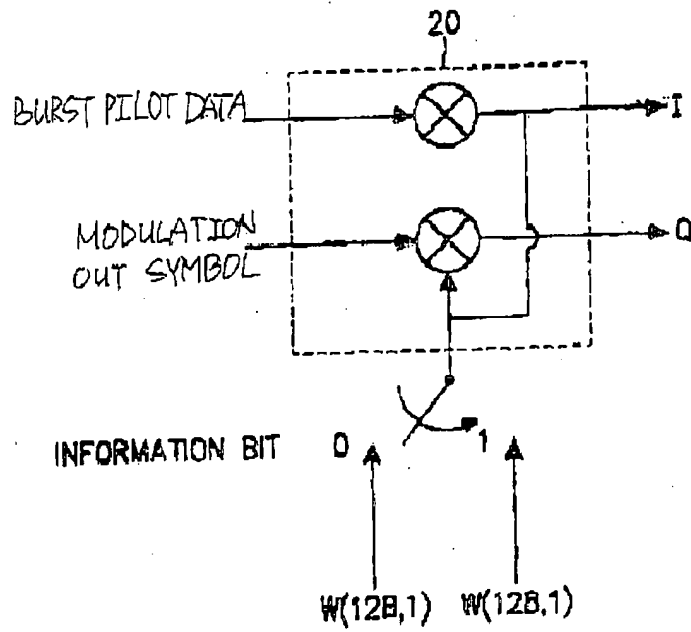 20
BURST PILOT DATA
I
MODULATION
OUT SYMBOL
Q
INFORMATION BIT 0 1
W(128,1) W(128,1)